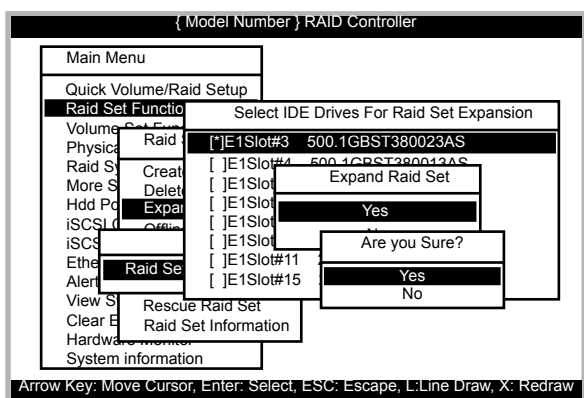 { Model Number } RAID Controller
Main Menu
Quick Volume/Raid Setup
Raid Set Functio
Volume
Physica
Raid Sy
More S
Hdd Po
iSCSI
iSCS
Ethe
Alert
View S
Clear E
Hardware Monitor
System information
Raid
Creat
Delet
Expan
Offlin
Rescue Raid Set
Raid Set Information
Raid Se
Select IDE Drives For Raid Set Expansion
[*]E1Slot#3 500.1GBST380023AS
[ ]E1Slot#4 500.1GBST380013AS
[ ]E1Slot
[ ]E1Slot
[ ]E1Slot
[ ]E1Slot
[ ]E1Slot#11
[ ]E1Slot#15
Expand Raid Set
Yes
No
Are you Sure?
Yes
No
Arrow Key: Move Cursor, Enter: Select, ESC: Escape, L:Line Draw, X: Redraw